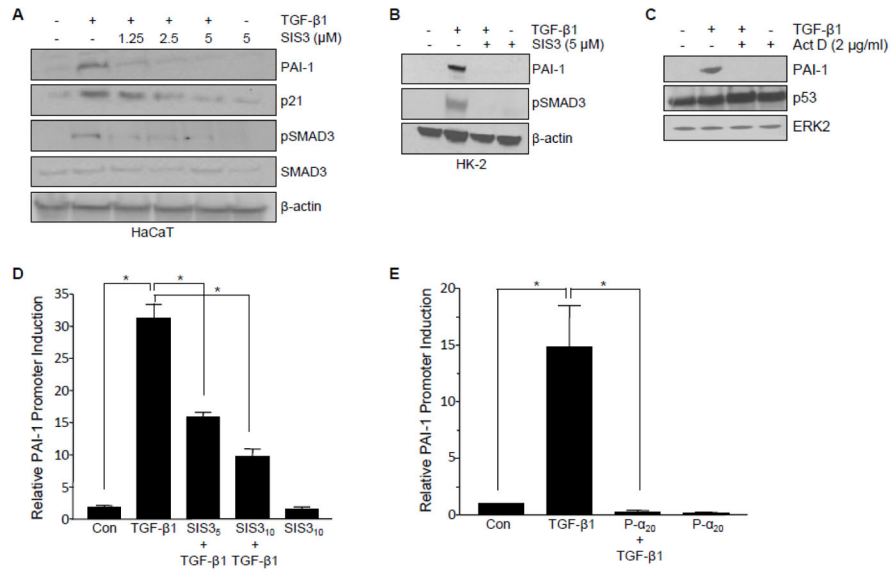 A
- + + + + - TGF-β1
- - 1.25 2.5 5 5 SIS3 (μM)
PAI-1
p21
pSMAD3
SMAD3
β-actin
HaCaT
B
- + + - TGF-β1
- - + + SIS3 (5 μM)
PAI-1
pSMAD3
β-actin
HK-2
C
- + + - TGF-β1
- - + + Act D (2 μg/ml)
PAI-1
p53
ERK2
D
* * *
Relative PAI-1 Promoter Induction
35
30
25
20
15
10
5
0
Con TGF-β1 SIS3₅ SIS3₁₀ SIS3₁₀
+ +
TGF-β1 TGF-β1
E
* *
Relative PAI-1 Promoter Induction
20
15
10
5
0
Con TGF-β1 P-α₂₀ P-α₂₀
+
TGF-β1